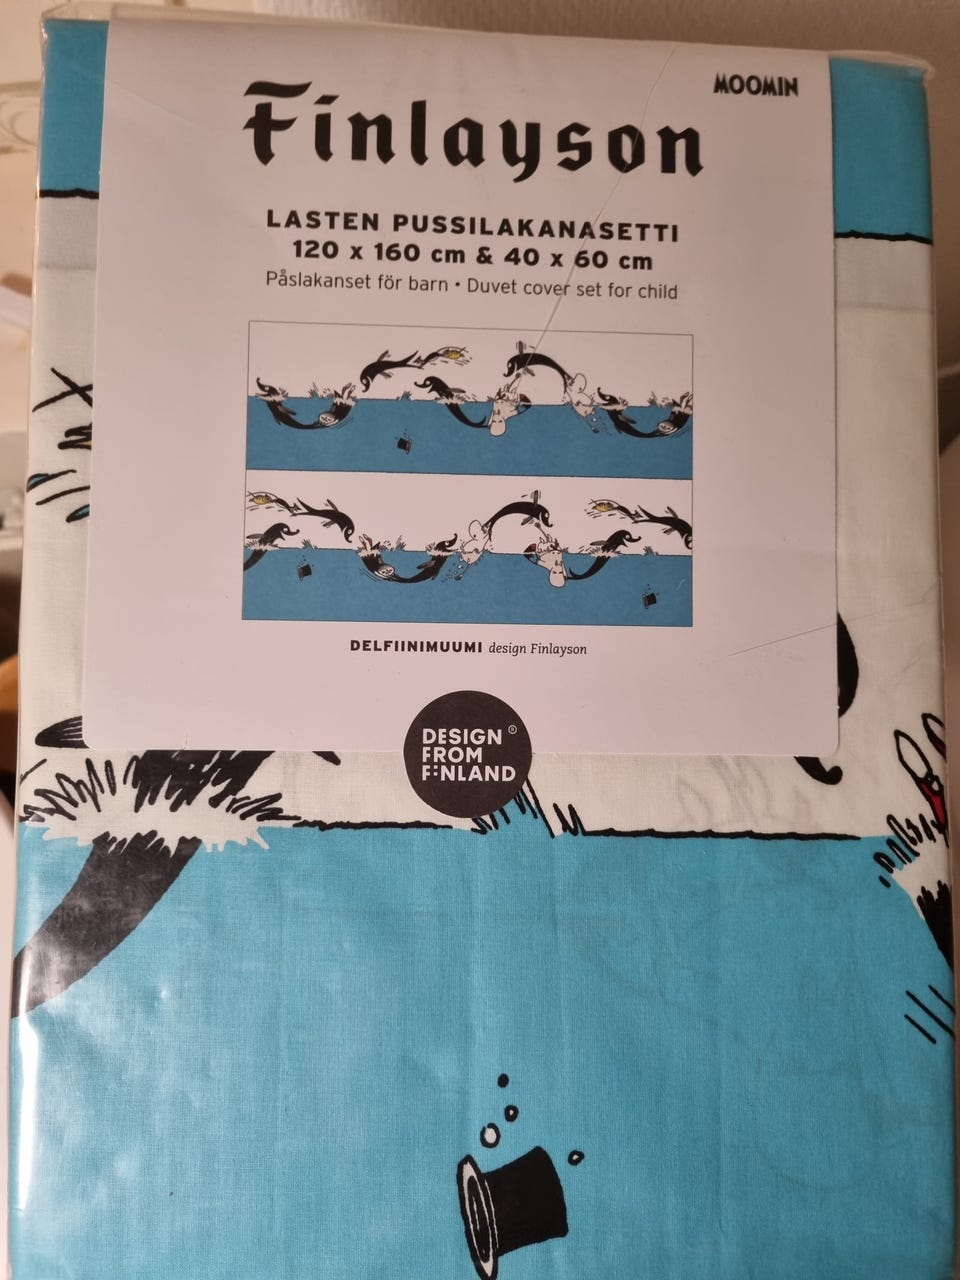 MOOMIN
Finlayson
LASTEN PUSSILAKANASETTI
120 x 160 cm & 40 x 60 cm
Påslakanset för barn • Duvet cover set for child
DELFIINIMUUMI design Finlayson
DESIGN ®
FROM
FINLAND